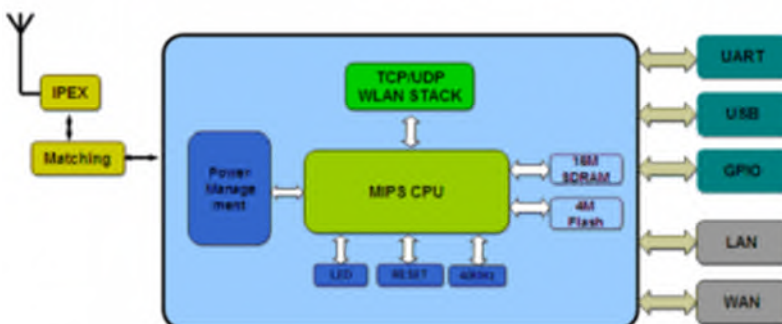 IPEX
Matching
TCP/UDP
WLAN STACK
Power
Manage
ment
MIPS CPU
16M
SDRAM
4M
Flash
LED
RESET
UART
USB
GPIO
LAN
WAN